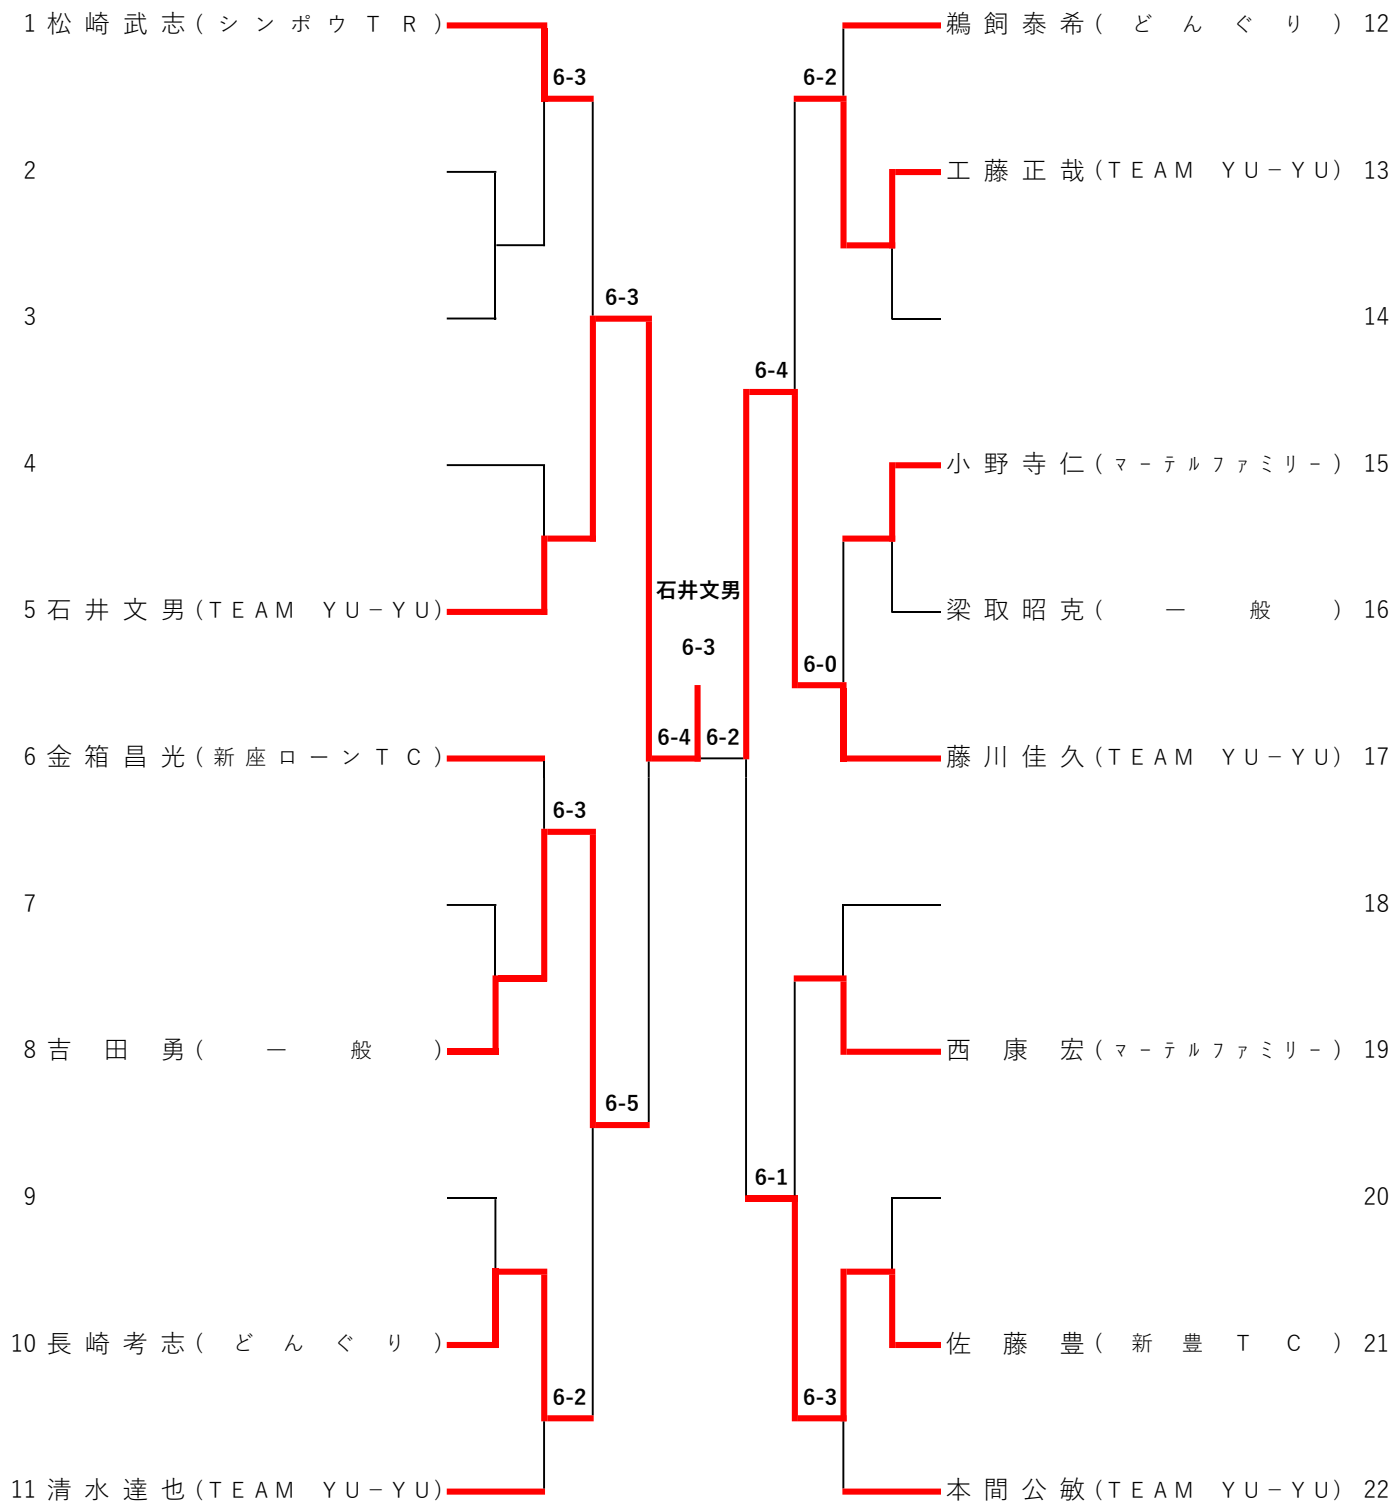 1 松崎武志(シンポウTR)
2
3
4
5 石井文男(TEAM YU-YU)
6 金箱昌光(新座ローンTC)
7
8 吉田勇(一般)
9
10 長崎考志(どんぐり)
11 清水達也(TEAM YU-YU)
6-3
6-3
6-3
6-5
6-2
石井文男
6-3
6-4 6-2
6-2
6-4
6-0
6-1
6-3
鵜飼泰希(どんぐり) 12
工藤正哉(TEAM YU-YU) 13
14
小野寺仁(マーテルファミリー) 15
梁取昭克(一般) 16
藤川佳久(TEAM YU-YU) 17
18
西康宏(マーテルファミリー) 19
20
佐藤豊(新豊TC) 21
本間公敏(TEAM YU-YU) 22